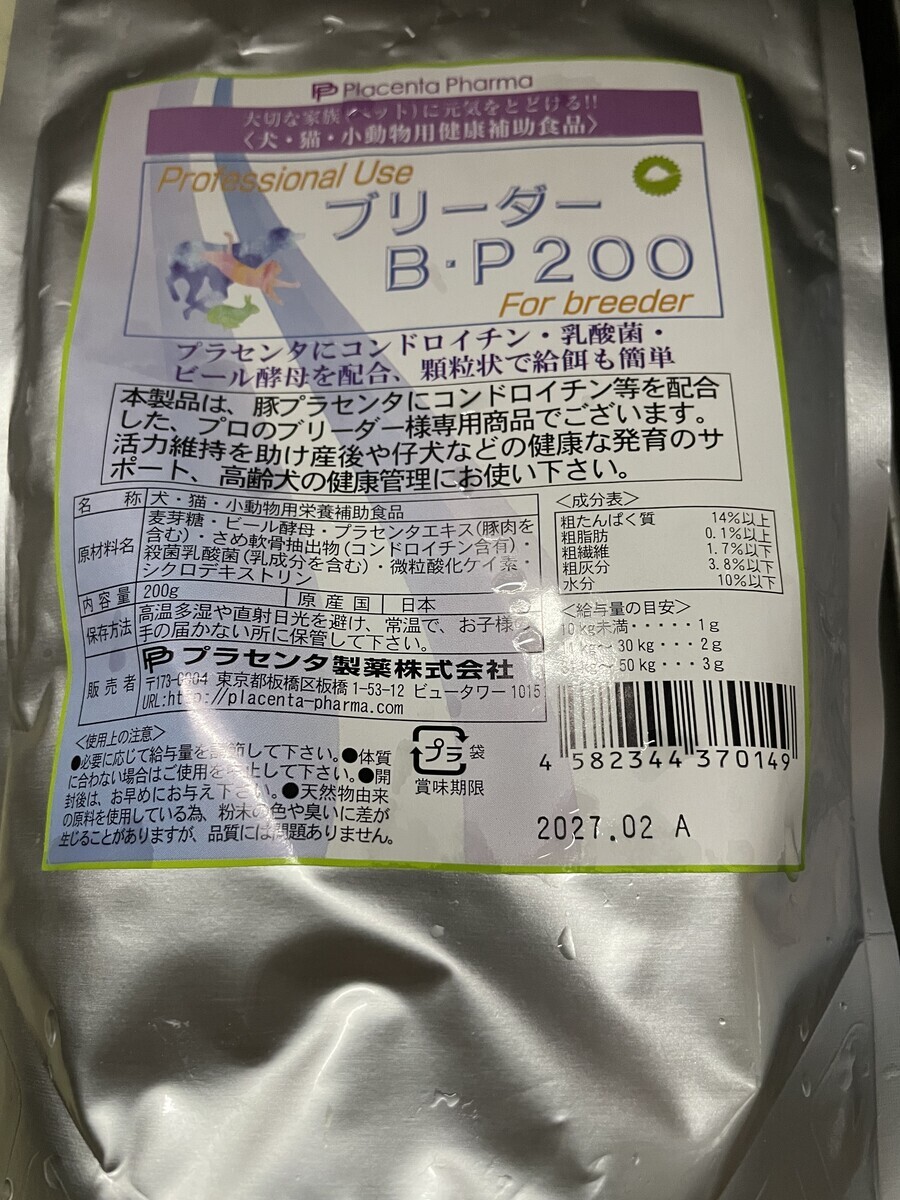 PP Placenta Pharma
大切な家族(ペット)に元気をとどける!!
〈犬・猫・小動物用健康補助食品〉
Professional Use
ブリーダー
B・P200
For breeder
プラセンタにコンドロイチン・乳酸菌・
ビール酵母を配合、顆粒状で給餌も簡単
本製品は、豚プラセンタにコンドロイチン等を配合
した、プロのブリーダー様専用商品でございます。
活力維持を助け産後や仔犬などの健康な発育のサ
ポート、高齢犬の健康管理にお使い下さい。
名 称 犬・猫・小動物用栄養補助食品
原材料名 麦芽糖・ビール酵母・プラセンタエキス(豚肉を
含む)・さめ軟骨抽出物(コンドロイチン含有)・
殺菌乳酸菌(乳成分を含む)・微粒酸化ケイ素・
シクロデキストリン
内容量 200g 原産国 日本
保存方法 高温多湿や直射日光を避け、常温で、お子様の
手の届かない所に保管して下さい。
販売者 PP プラセンタ製薬株式会社
〒173-0004 東京都板橋区板橋1-53-12 ビュータワー1015
URL:http://placenta-pharma.com
<成分表>
粗たんぱく質 14%以上
粗脂肪 0.1%以上
粗繊維 1.7%以下
粗灰分 3.8%以下
水分 10%以下
<給与量の目安>
10kg未満・・・・・1g
11kg～30kg・・・2g
31kg～50kg・・・3g
4 582344 370149
<使用上の注意>
●必要に応じて給与量を調節して下さい。●体質
に合わない場合はご使用を中止して下さい。●開
封後は、お早めにお与え下さい。●天然物由来
の原料を使用している為、粉末の色や臭いに差が
生じることがありますが、品質には問題ありません。
プラ 袋
賞味期限
2027.02 A